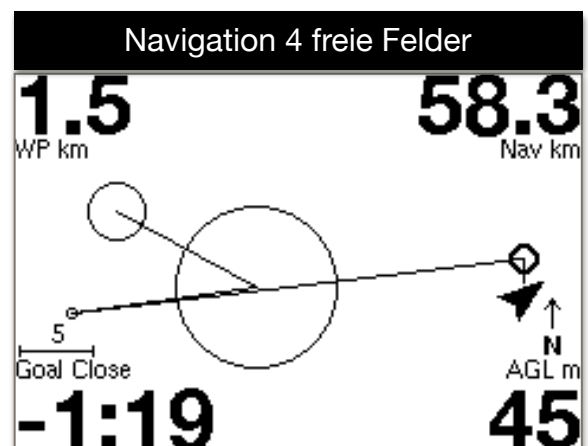 Navigation 4 freie Felder
1.5 58.3
WP km Nav km
5
N
Goal Close AGL m
-1:19 45